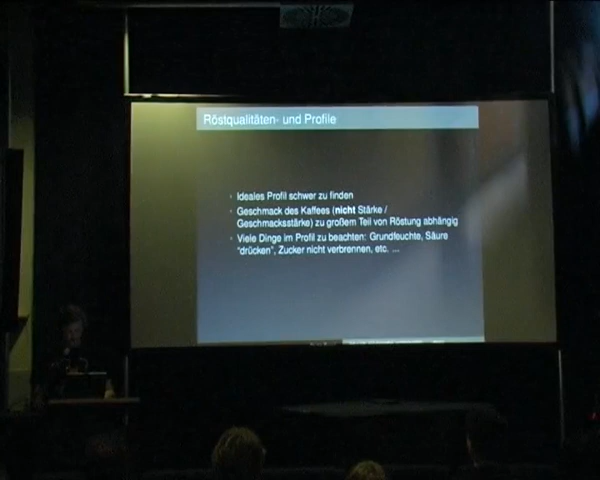 Röstqualitäten- und Profile
Ideales Profil schwer zu finden
Geschmack des Kaffees (nicht Stärke /
Geschmacksstärke) zu großem Teil von Röstung abhängig
Viele Dinge im Profil zu beachten: Grundfeuchte, Säure
"drücken", Zucker nicht verbrennen, etc. ...